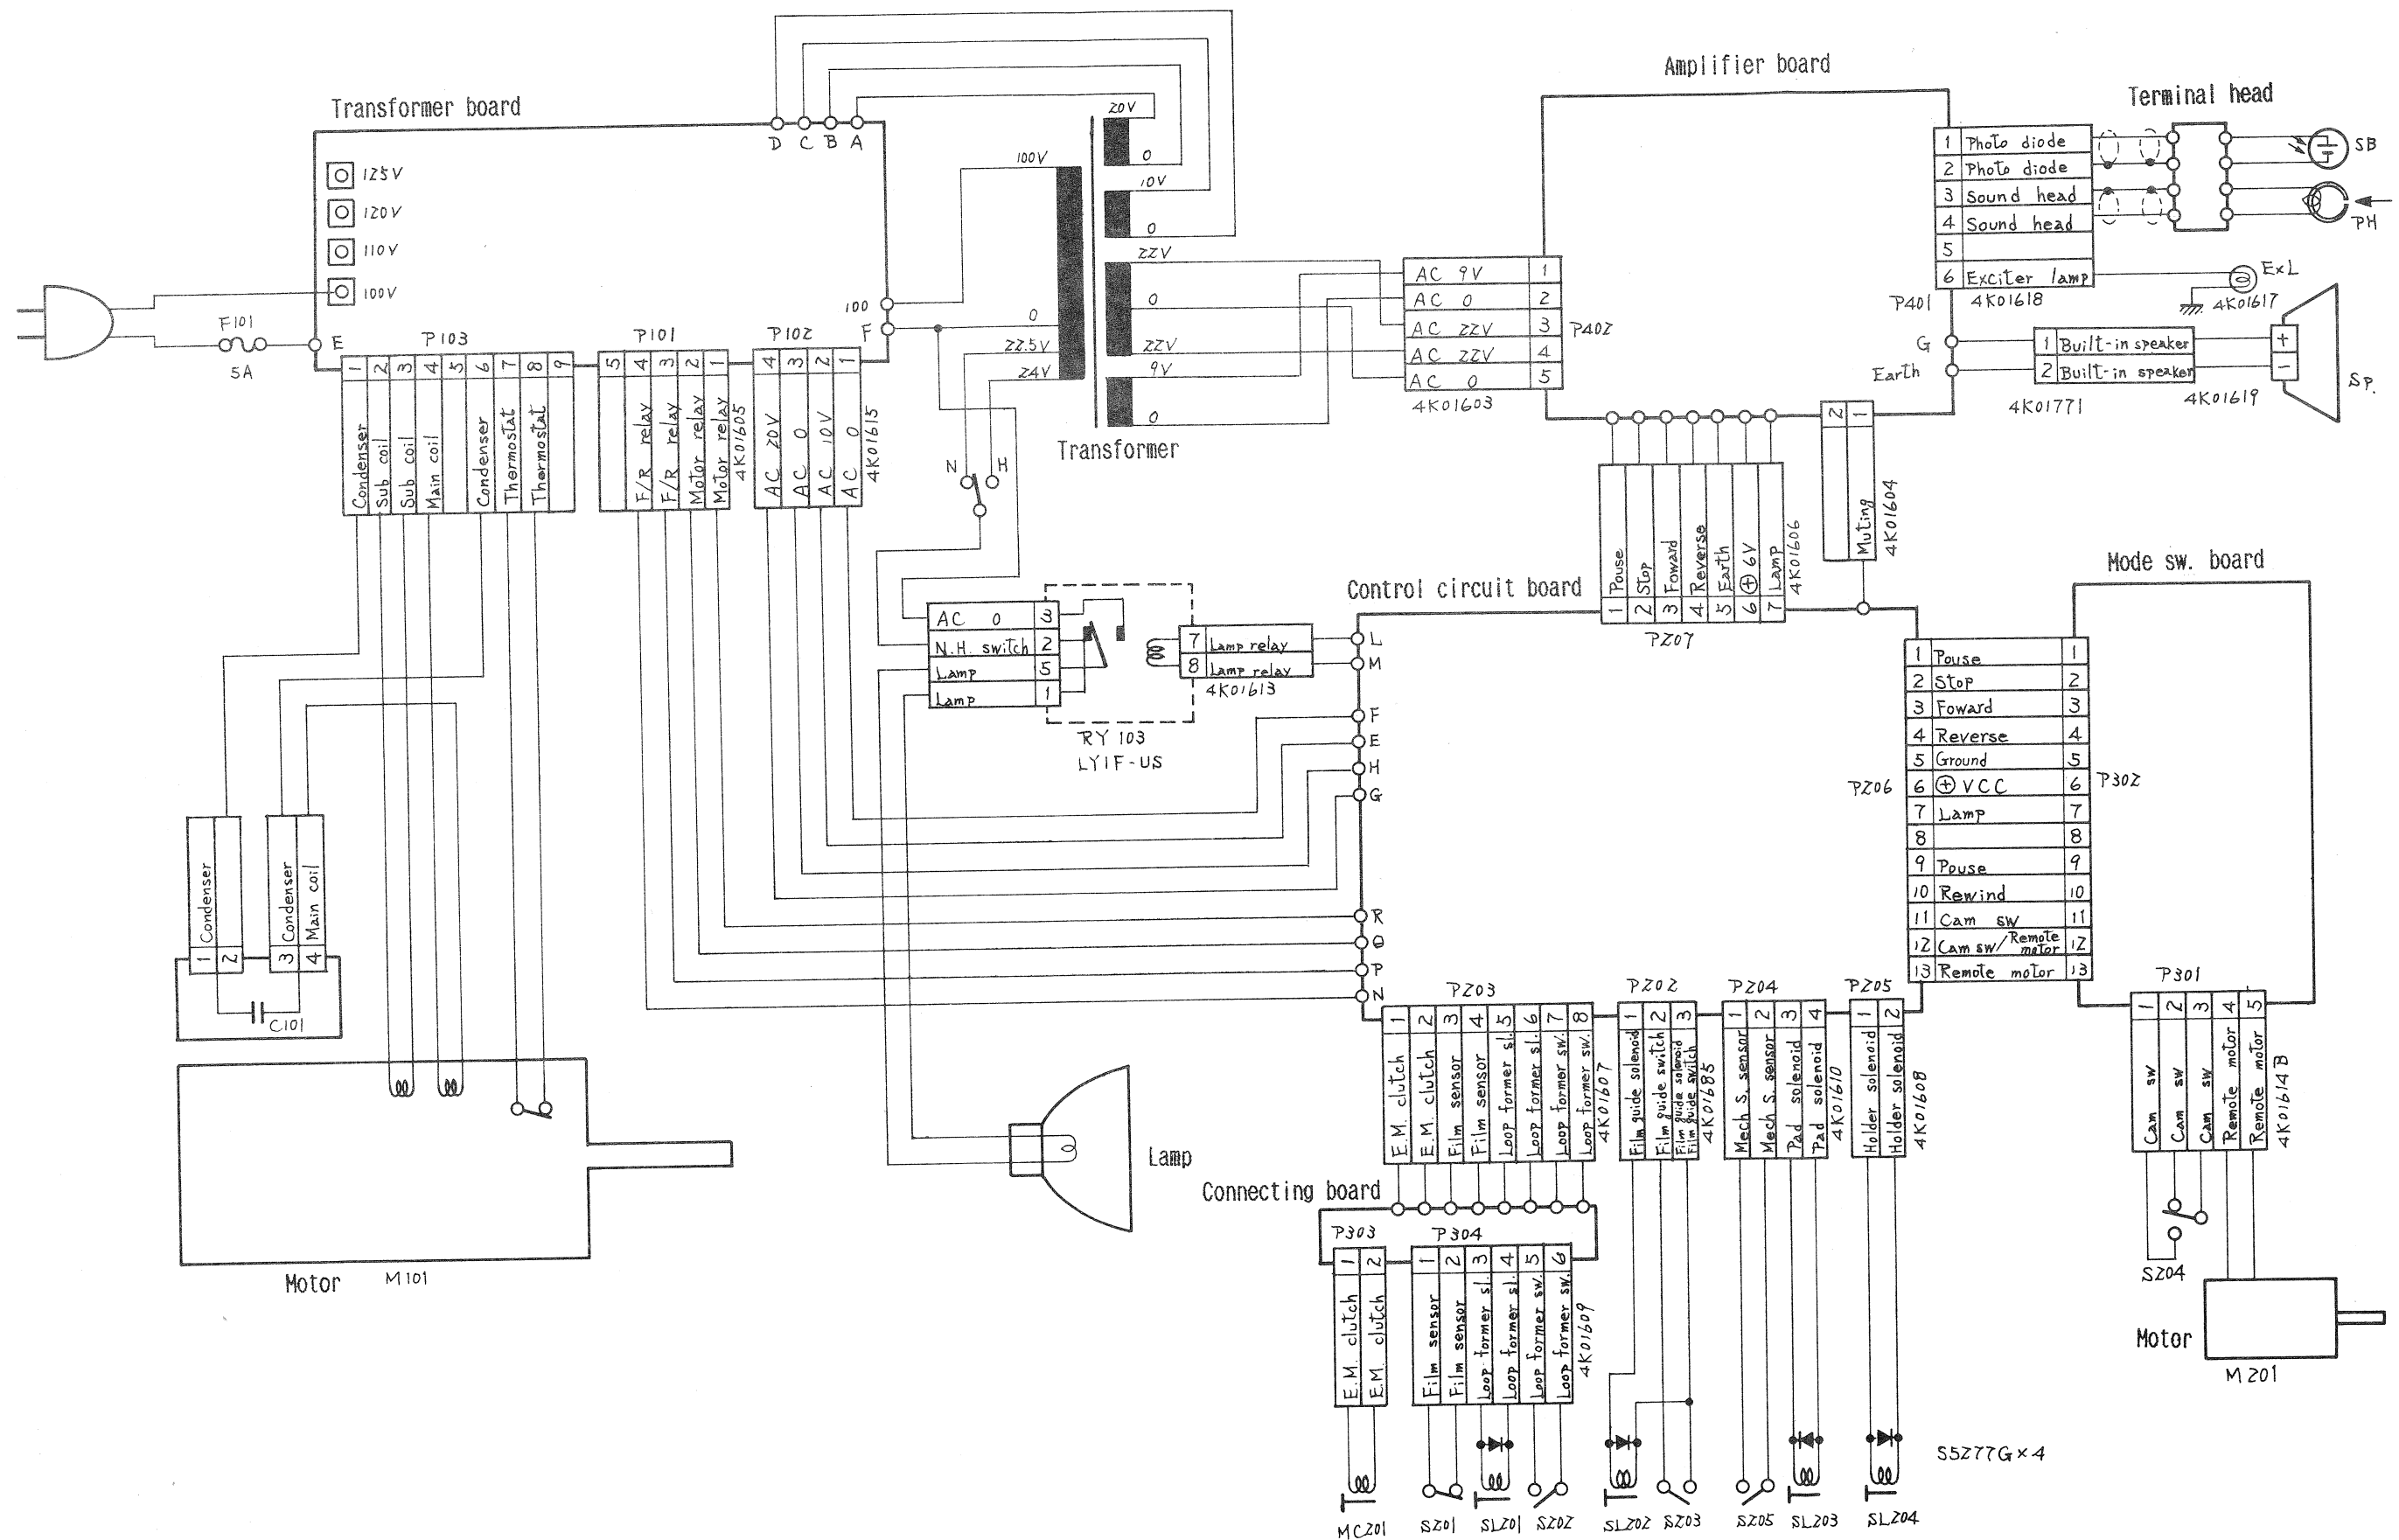 Transformer board
D C B A
125V
120V
110V
100V
F101
5A
E
100
F
P103
1 Condenser
2 Sub coil
3 Sub coil
4 Main coil
5
6 Condenser
7 Thermostat
8 Thermostat
9
P101
5
4 F/R relay
3 F/R relay
2 Motor relay
1 Motor relay
4K01605
P102
4 AC 20V
3 AC 0
2 AC 10V
1 AC 0
4K01615
100V
0
22.5V
24V
20V
0
10V
0
22V
0
22V
9V
0
Transformer
N H
Amplifier board
AC 9V 1
AC 0 2
AC 22V 3
AC 22V 4
AC 0 5
P402
4K01603
1 Photo diode
2 Photo diode
3 Sound head
4 Sound head
5
6 Exciter lamp
P401
4K01618
Terminal head
SB
PH
ExL
4K01617
G
Earth
1 Built-in speaker
2 Built-in speaker
4K01771
4K01619
+
−
Sp.
2
1 Muting
4K01604
Pouse 1
Stop 2
Foward 3
Reverse 4
Earth 5
⊕ 6V 6
Lamp 7
4K01606
P207
Control circuit board
AC 0 3
N.H. switch 2
Lamp 5
Lamp 1
RY 103
LY1F-US
7 Lamp relay
8 Lamp relay
4K01613
L
M
F
E
H
G
R
Q
P
N
Mode sw. board
1 Pouse 1
2 Stop 2
3 Foward 3
4 Reverse 4
5 Ground 5
6 ⊕ VCC 6
7 Lamp 7
8 8
9 Pouse 9
10 Rewind 10
11 Cam sw 11
12 Cam sw/Remote motor 12
13 Remote motor 13
P206
P302
1 Condenser
2
3 Condenser
4 Main coil
C101
Motor M101
Lamp
P203
1 E.M. clutch
2 E.M. clutch
3 Film sensor
4 Film sensor
5 Loop former sl.
6 Loop former sl.
7 Loop former sw.
8 Loop former sw.
4K01607
P202
1 Film guide solenoid
2 Film guide switch
3 Film guide solenoid
Film guide switch
4K01685
P204
1 Mech S. sensor
2 Mech S. sensor
3 Pad solenoid
4 Pad solenoid
4K01610
P205
1 Holder solenoid
2 Holder solenoid
4K01608
P301
1 Cam sw
2 Cam sw
3 Cam sw
4 Remote motor
5 Remote motor
4K01614B
S204
Motor
M201
Connecting board
P303
1 E.M. clutch
2 E.M. clutch
P304
1 Film sensor
2 Film sensor
3 Loop former sl.
4 Loop former sl.
5 Loop former sw.
6 Loop former sw.
4K01609
S5277G×4
MC201 S201 SL201 S202 SL202 S203 S205 SL203 SL204